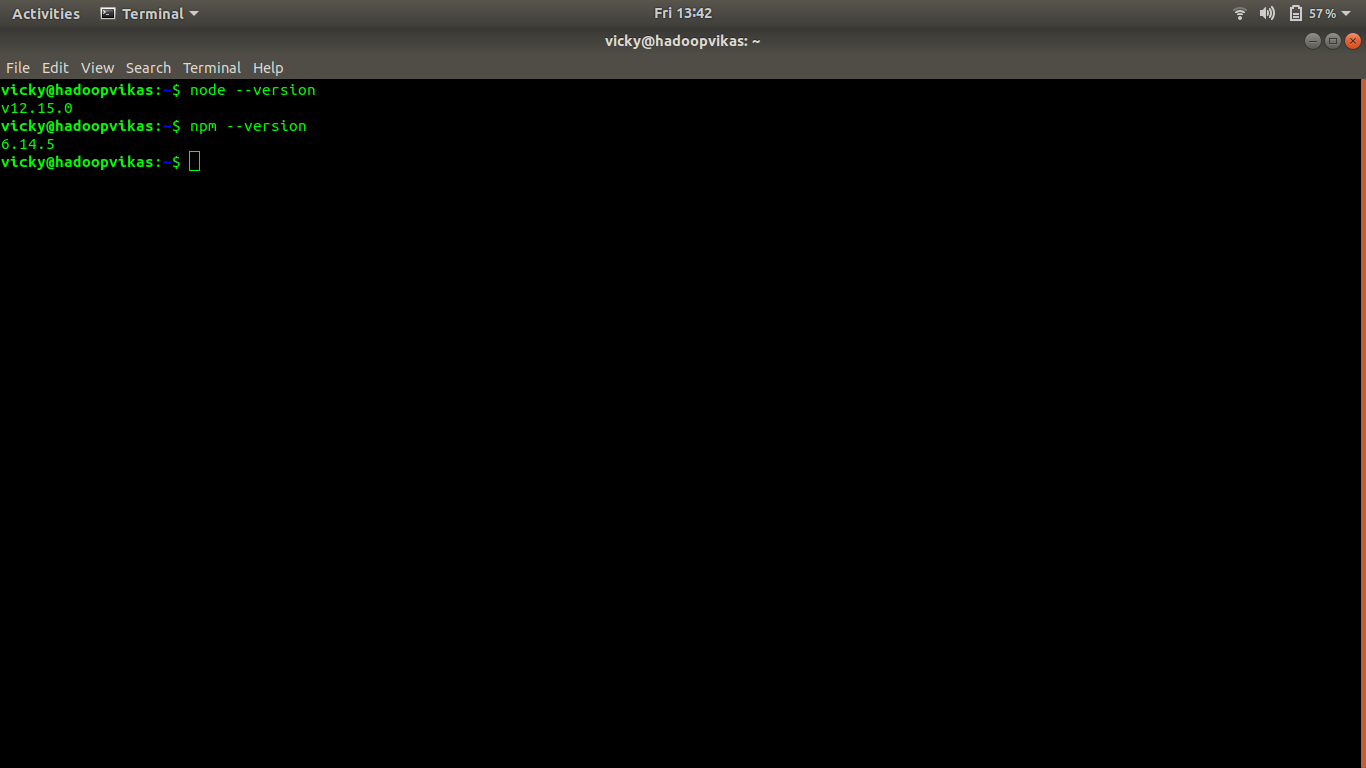 Activities Terminal Fri 13:42 57%
vicky@hadoopvikas: ~
File Edit View Search Terminal Help
vicky@hadoopvikas:~$ node --version
v12.15.0
vicky@hadoopvikas:~$ npm --version
6.14.5
vicky@hadoopvikas:~$